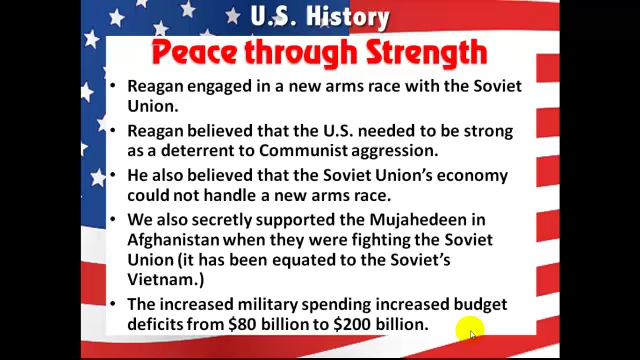 U.S. History
Peace through Strength
• Reagan engaged in a new arms race with the Soviet
Union.
• Reagan believed that the U.S. needed to be strong
as a deterrent to Communist aggression.
• He also believed that the Soviet Union's economy
could not handle a new arms race.
• We also secretly supported the Mujahedeen in
Afghanistan when they were fighting the Soviet
Union (it has been equated to the Soviet's
Vietnam.)
• The increased military spending increased budget
deficits from $80 billion to $200 billion.